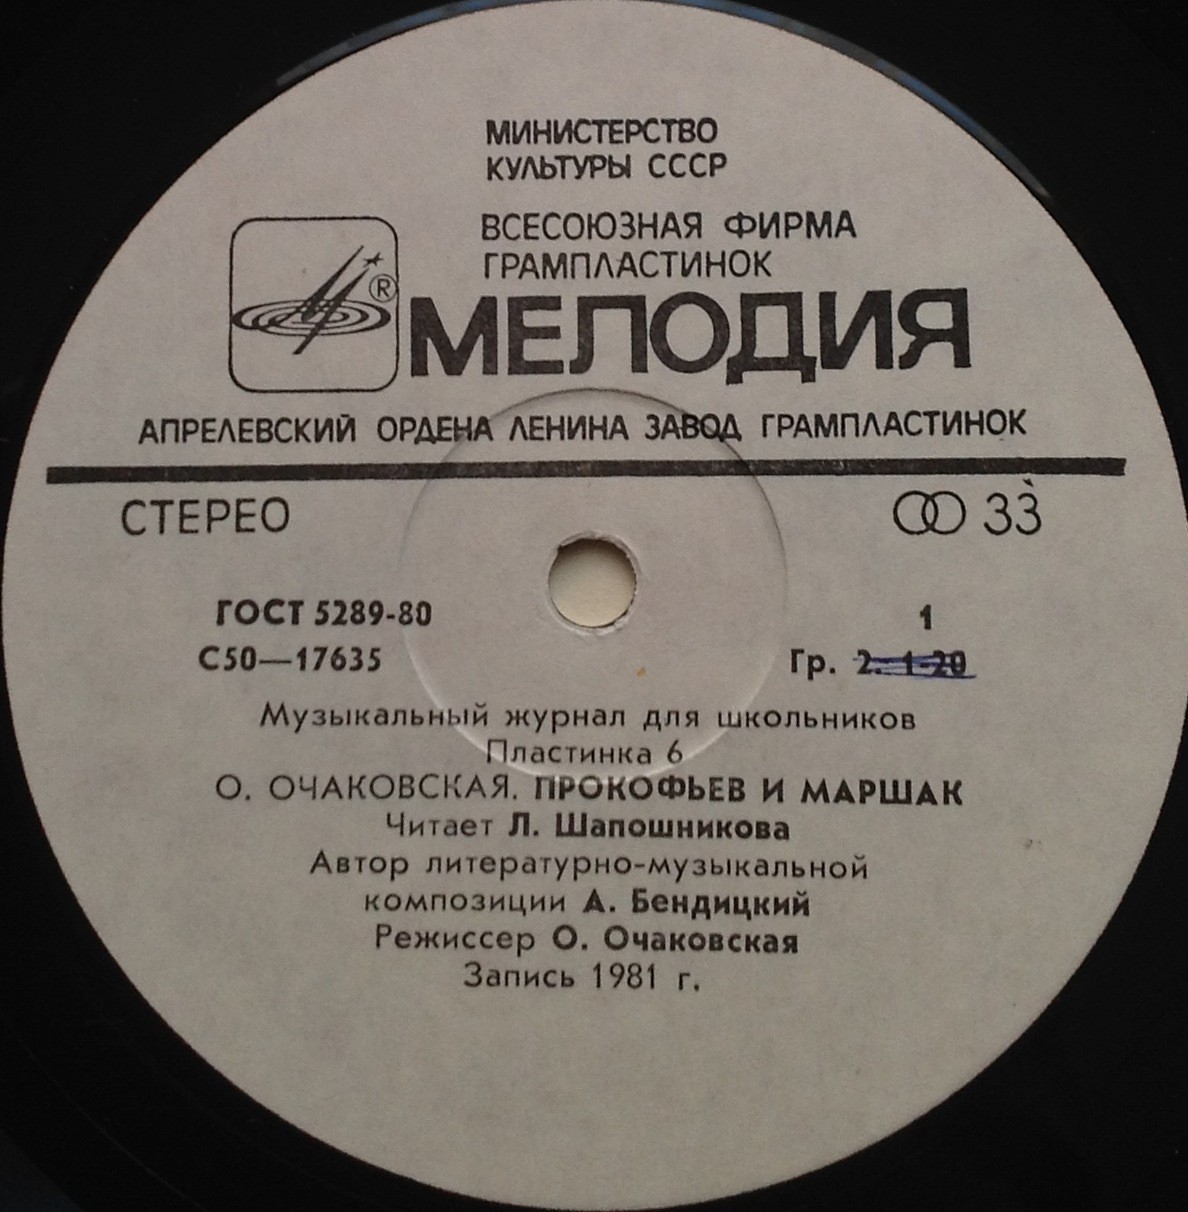 МИНИСТЕРСТВО
КУЛЬТУРЫ СССР
ВСЕСОЮЗНАЯ ФИРМА
ГРАМПЛАСТИНОК
®
МЕЛОДИЯ
АПРЕЛЕВСКИЙ ОРДЕНА ЛЕНИНА ЗАВОД ГРАМПЛАСТИНОК
СТЕРЕО
33
ГОСТ 5289-80
1
С50—17635
Гр. 2. 1-20
Музыкальный журнал для школьников
Пластинка 6
О. ОЧАКОВСКАЯ. ПРОКОФЬЕВ И МАРШАК
Читает Л. Шапошникова
Автор литературно-музыкальной
композиции А. Бендицкий
Режиссер О. Очаковская
Запись 1981 г.